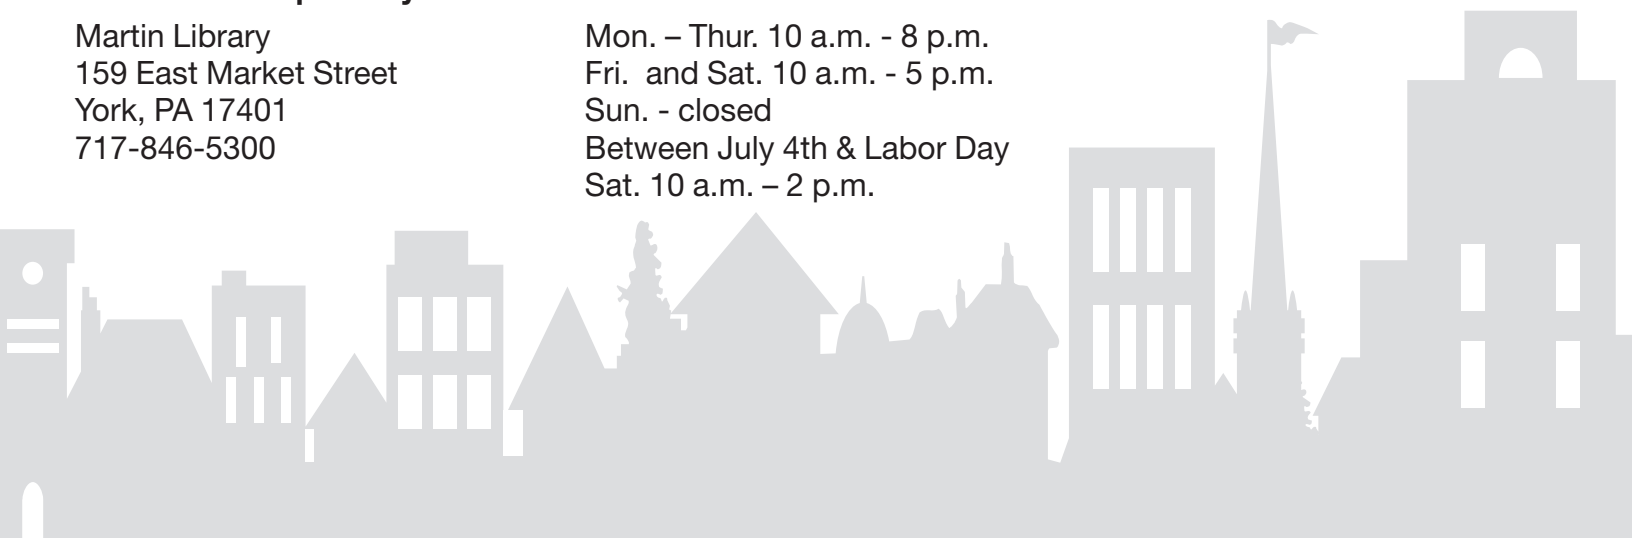 Martin Library
159 East Market Street
York, PA 17401
717-846-5300
Mon. – Thur. 10 a.m. - 8 p.m.
Fri.  and Sat. 10 a.m. - 5 p.m.
Sun. - closed
Between July 4th & Labor Day
Sat. 10 a.m. – 2 p.m.